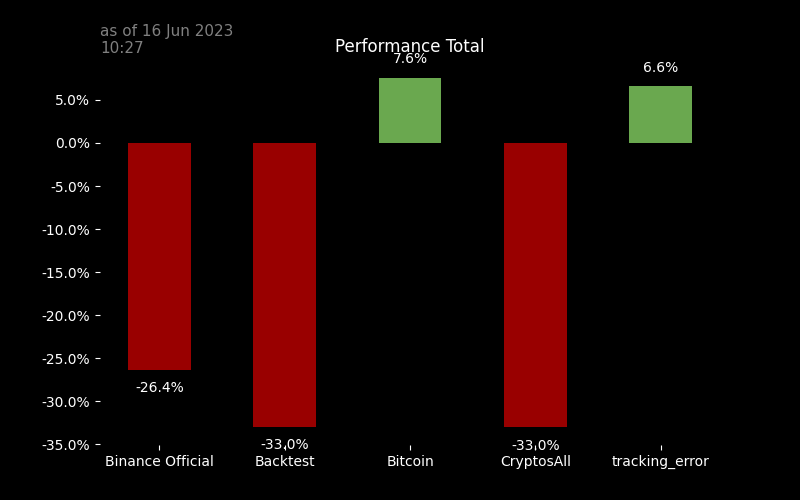 as of 16 Jun 2023
10:27
Performance Total
7.6%
6.6%
5.0%
0.0%
-5.0%
-10.0%
-15.0%
-20.0%
-25.0%
-26.4%
-30.0%
-35.0%
-33.0%
-33.0%
Binance Official
Backtest
Bitcoin
CryptosAll
tracking_error